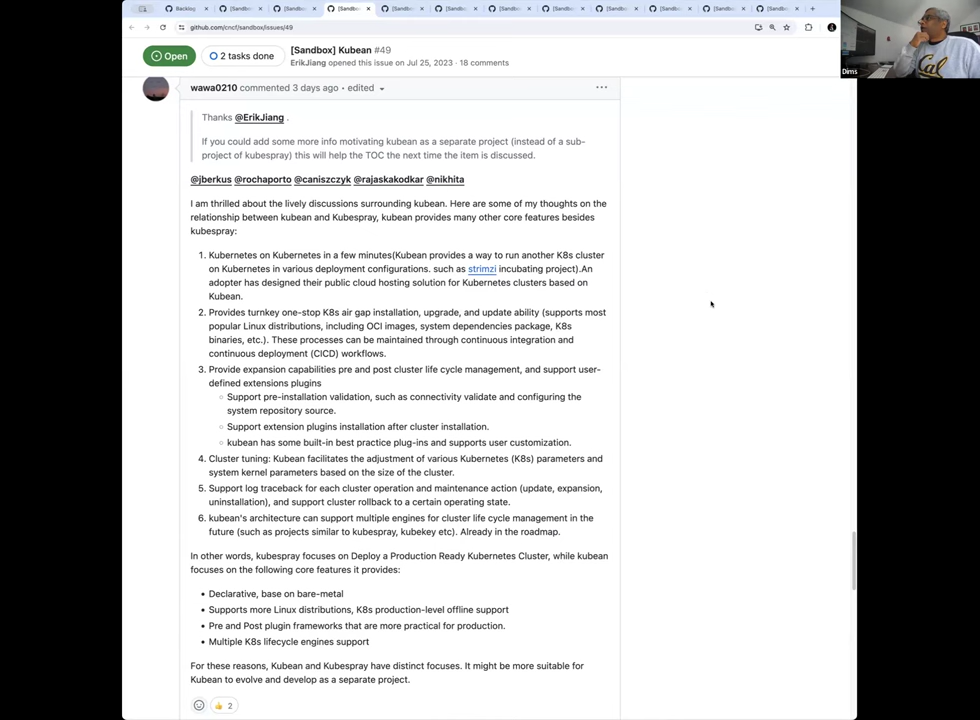 Backlog
[Sandbo
[Sandbo
[Sandbo
[Sandbo
[Sandbo
[Sandbo
[Sandbo
[Sandbo
[Sandbo
[Sandbo
[Sandbo
github.com/cncf/sandbox/issues/49
Dims
Cal
Open
2 tasks done
[Sandbox] Kubean #49
ErikJiang opened this issue on Jul 25, 2023 · 18 comments
wawa0210 commented 3 days ago • edited
Thanks @ErikJiang .
If you could add some more info motivating kubean as a separate project (instead of a sub-
project of kubespray) this will help the TOC the next time the item is discussed.
@jberkus @rochaporto @caniszczyk @rajaskakodkar @nikhita
I am thrilled about the lively discussions surrounding kubean. Here are some of my thoughts on the
relationship between kubean and Kubespray, kubean provides many other core features besides
kubespray:
1. Kubernetes on Kubernetes in a few minutes(Kubean provides a way to run another K8s cluster
on Kubernetes in various deployment configurations. such as strimzi incubating project).An
adopter has designed their public cloud hosting solution for Kubernetes clusters based on
Kubean.
2. Provides turnkey one-stop K8s air gap installation, upgrade, and update ability (supports most
popular Linux distributions, including OCI images, system dependencies package, K8s
binaries, etc.). These processes can be maintained through continuous integration and
continuous deployment (CICD) workflows.
3. Provide expansion capabilities pre and post cluster life cycle management, and support user-
defined extensions plugins
○ Support pre-installation validation, such as connectivity validate and configuring the
system repository source.
○ Support extension plugins installation after cluster installation.
○ kubean has some built-in best practice plug-ins and supports user customization.
4. Cluster tuning: Kubean facilitates the adjustment of various Kubernetes (K8s) parameters and
system kernel parameters based on the size of the cluster.
5. Support log traceback for each cluster operation and maintenance action (update, expansion,
uninstallation), and support cluster rollback to a certain operating state.
6. kubean's architecture can support multiple engines for cluster life cycle management in the
future (such as projects similar to kubespray, kubekey etc). Already in the roadmap.
In other words, kubespray focuses on Deploy a Production Ready Kubernetes Cluster, while kubean
focuses on the following core features it provides:
• Declarative, base on bare-metal
• Supports more Linux distributions, K8s production-level offline support
• Pre and Post plugin frameworks that are more practical for production.
• Multiple K8s lifecycle engines support
For these reasons, Kubean and Kubespray have distinct focuses. It might be more suitable for
Kubean to evolve and develop as a separate project.
👍 2